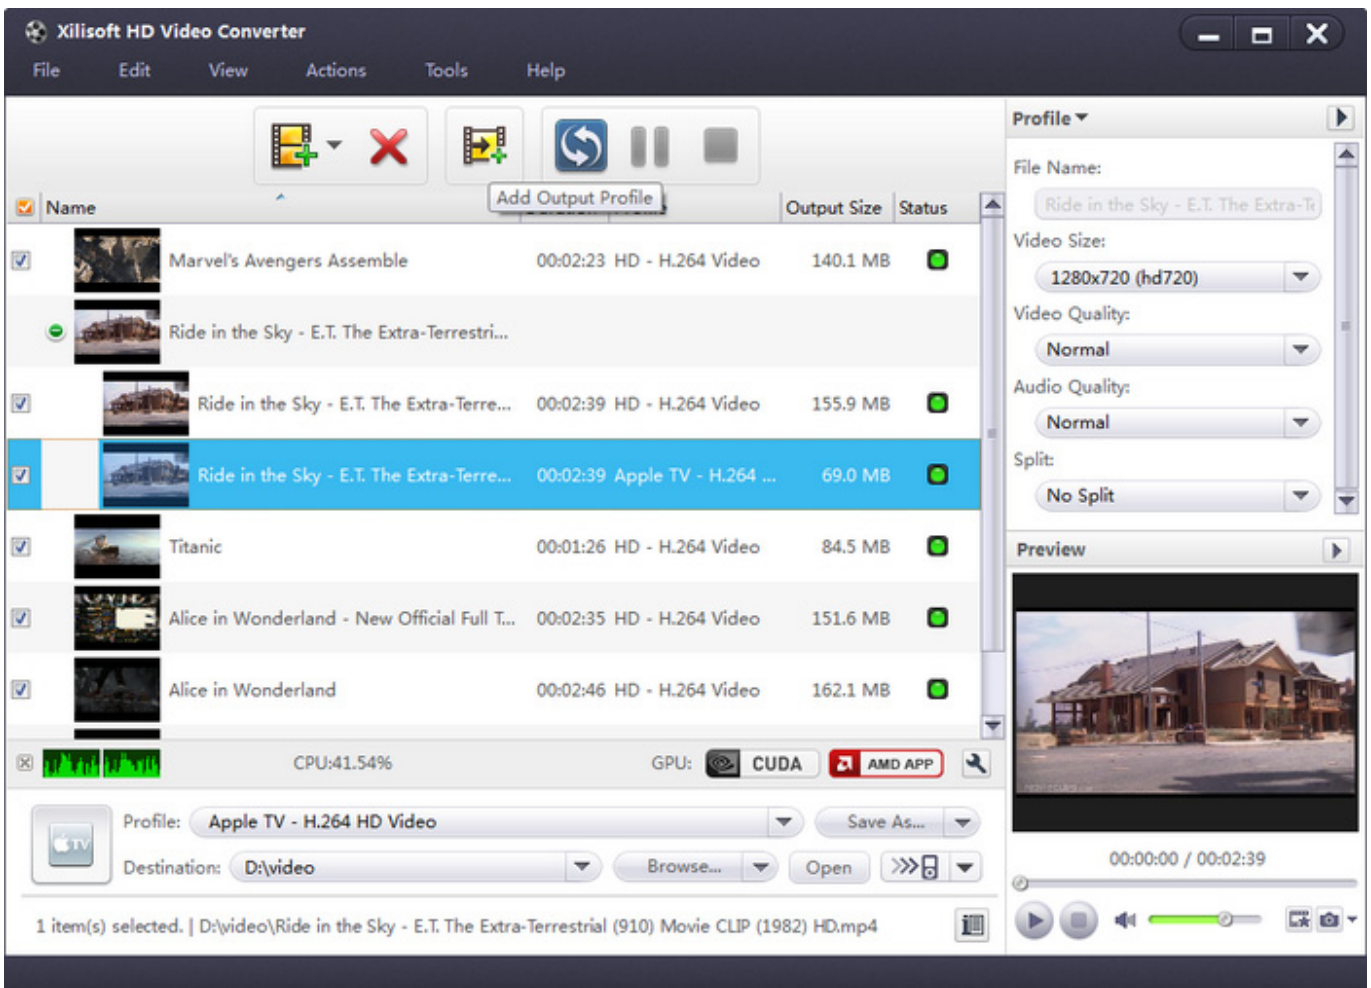 Xilisoft HD Video Converter
File Edit View Actions Tools Help
Add Output Profile
Name Output Size Status
Marvel's Avengers Assemble 00:02:23 HD - H.264 Video 140.1 MB
Ride in the Sky - E.T. The Extra-Terrestri...
Ride in the Sky - E.T. The Extra-Terre... 00:02:39 HD - H.264 Video 155.9 MB
Ride in the Sky - E.T. The Extra-Terre... 00:02:39 Apple TV - H.264 ... 69.0 MB
Titanic 00:01:26 HD - H.264 Video 84.5 MB
Alice in Wonderland - New Official Full T... 00:02:35 HD - H.264 Video 151.6 MB
Alice in Wonderland 00:02:46 HD - H.264 Video 162.1 MB
CPU:41.54% GPU: CUDA AMD APP
Profile: Apple TV - H.264 HD Video Save As...
tv
Destination: D:\video Browse... Open
1 item(s) selected. | D:\video\Ride in the Sky - E.T. The Extra-Terrestrial (910) Movie CLIP (1982) HD.mp4
Profile
File Name:
Ride in the Sky - E.T. The Extra-Te
Video Size:
1280x720 (hd720)
Video Quality:
Normal
Audio Quality:
Normal
Split:
No Split
Preview
00:00:00 / 00:02:39